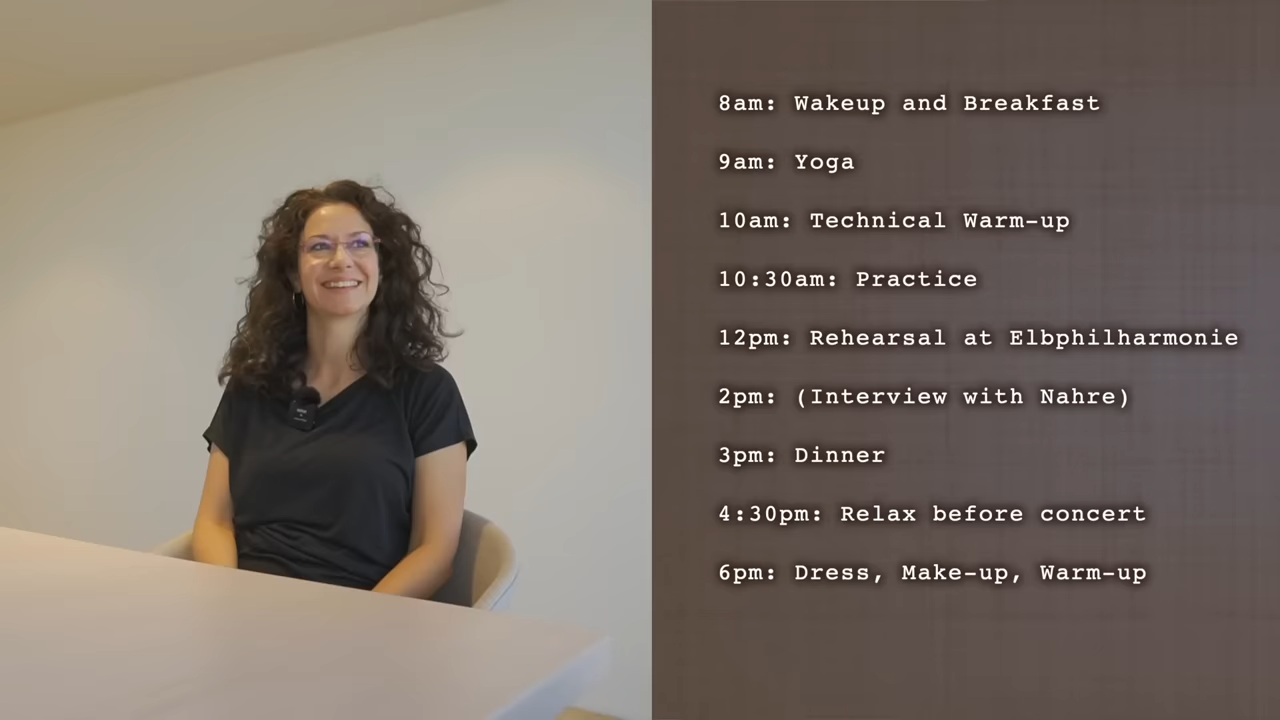 8am: Wakeup and Breakfast
9am: Yoga
10am: Technical Warm-up
10:30am: Practice
12pm: Rehearsal at Elbphilharmonie
2pm: (Interview with Nahre)
3pm: Dinner
4:30pm: Relax before concert
6pm: Dress, Make-up, Warm-up